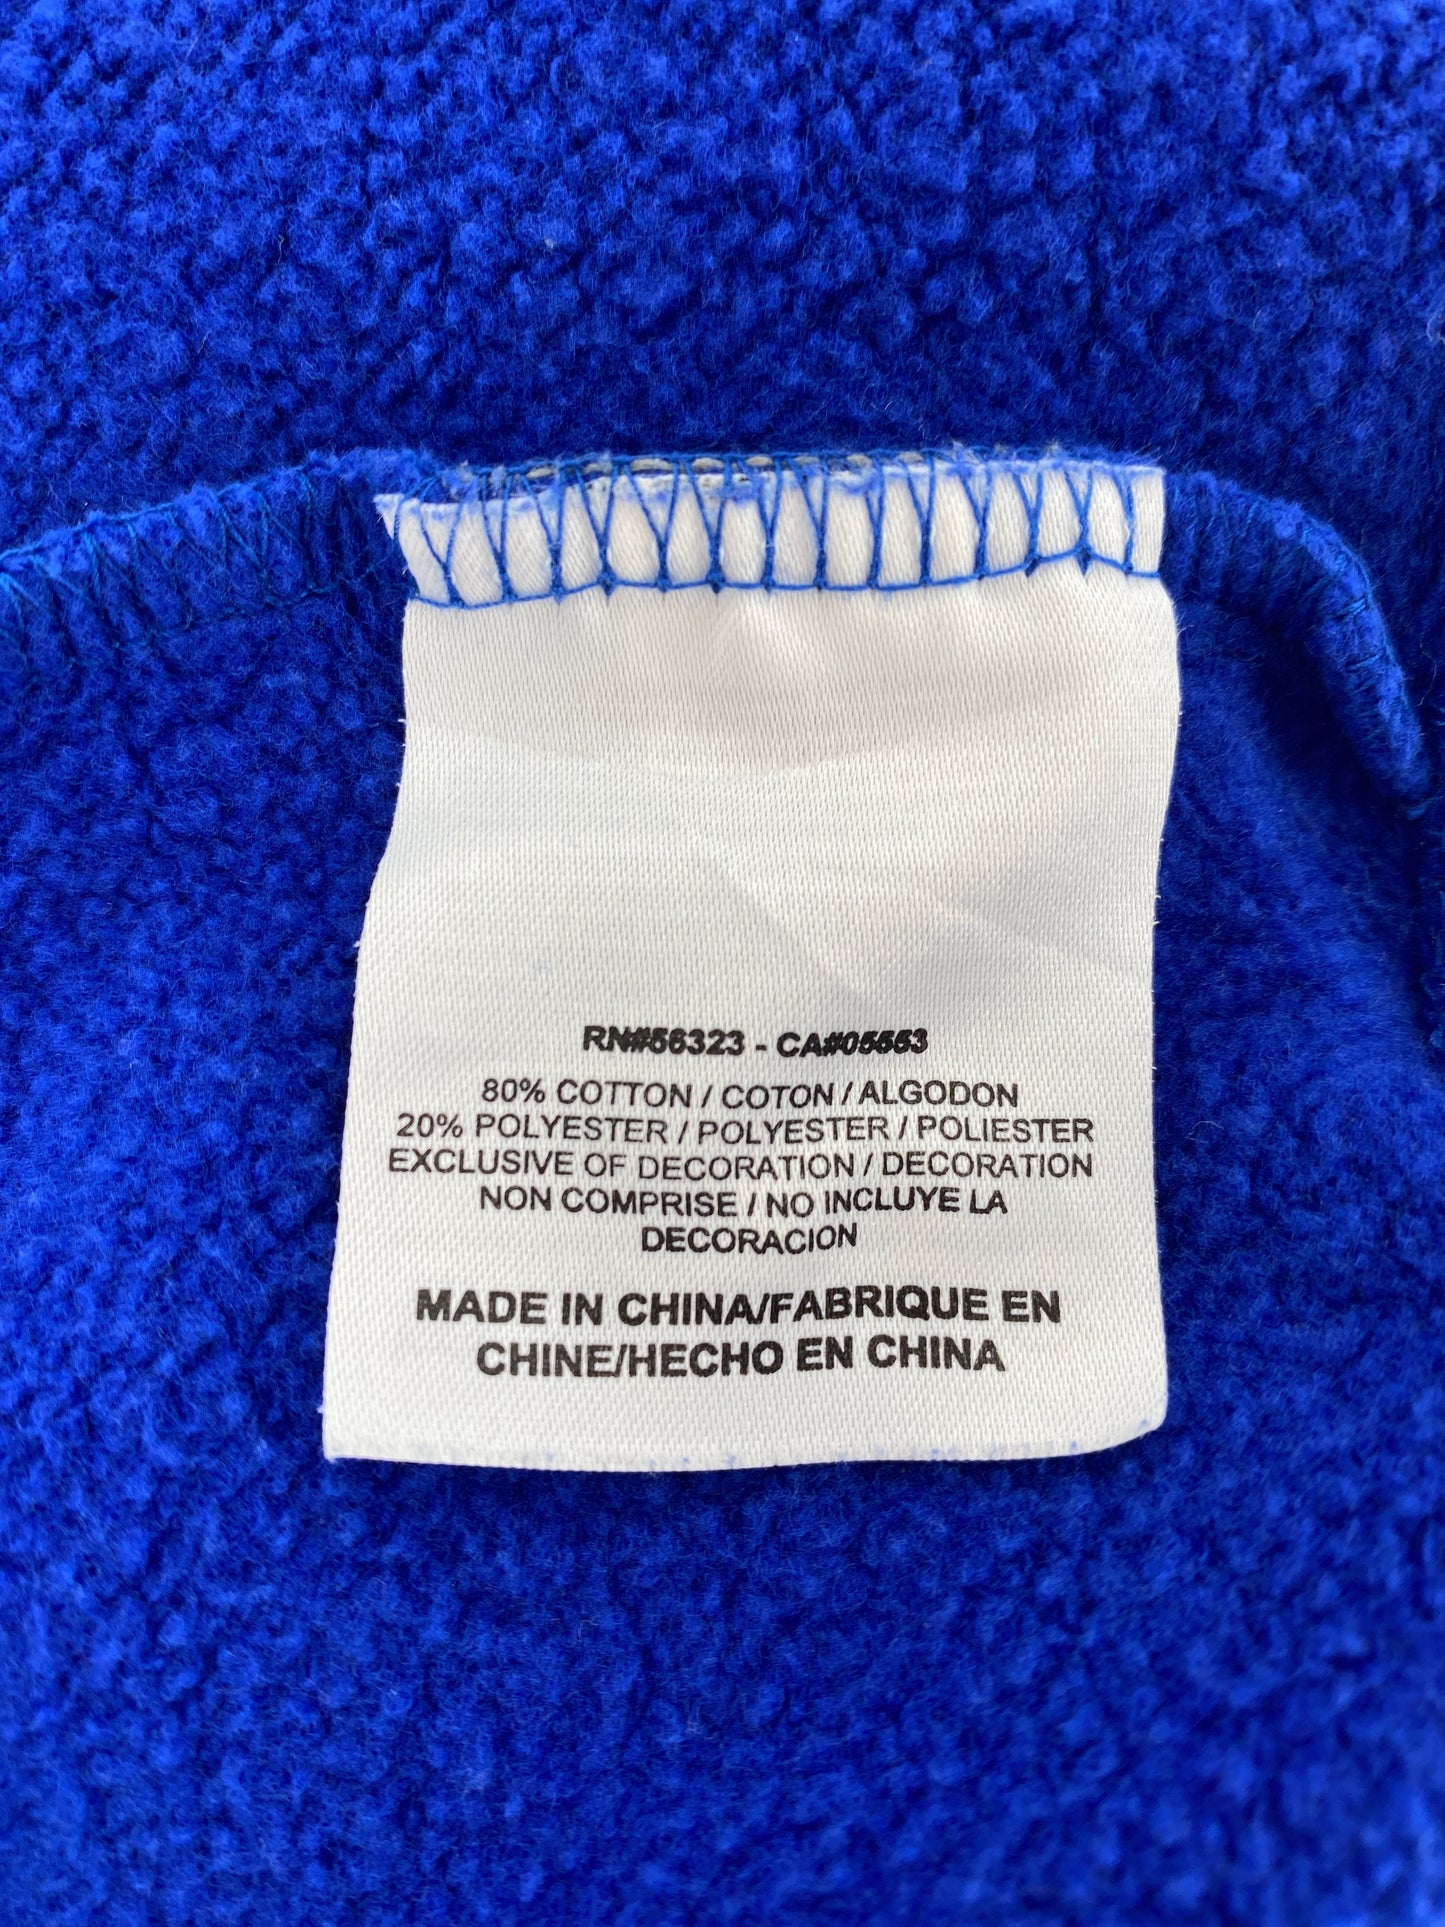 RN#56323 - CA#05553
80% COTTON / COTON / ALGODON
20% POLYESTER / POLYESTER / POLIESTER
EXCLUSIVE OF DECORATION / DECORATION
NON COMPRISE / NO INCLUYE LA
DECORACION
MADE IN CHINA/FABRIQUE EN
CHINE/HECHO EN CHINA